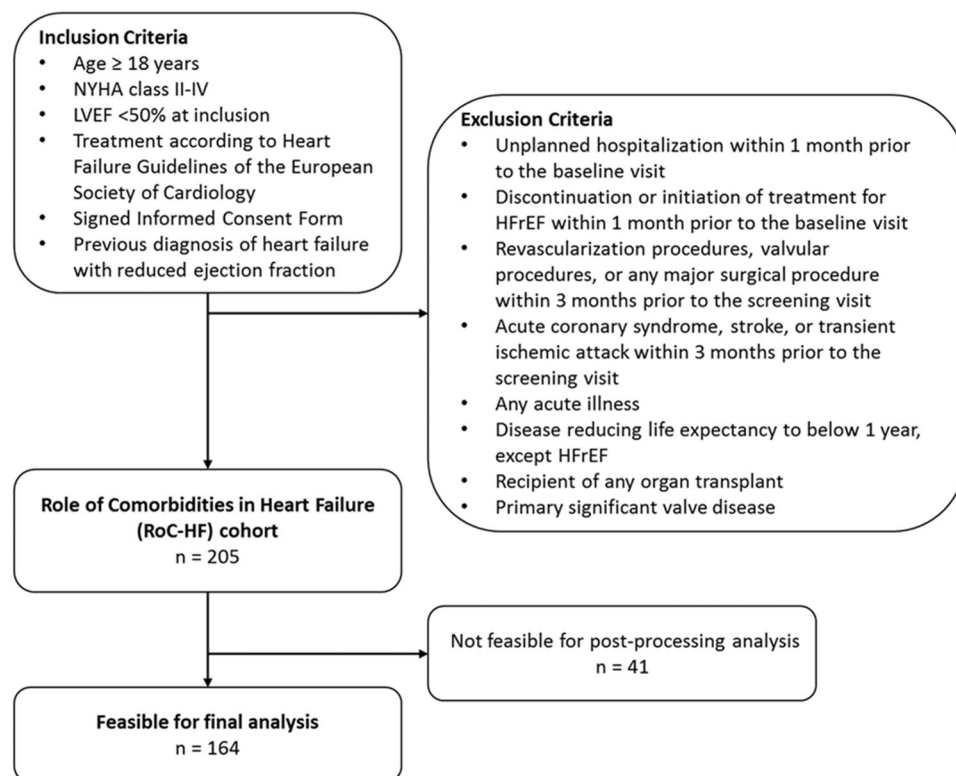 Inclusion Criteria
• Age ≥ 18 years
• NYHA class II-IV
• LVEF <50% at inclusion
• Treatment according to Heart
Failure Guidelines of the European
Society of Cardiology
• Signed Informed Consent Form
• Previous diagnosis of heart failure
with reduced ejection fraction
Exclusion Criteria
• Unplanned hospitalization within 1 month prior
to the baseline visit
• Discontinuation or initiation of treatment for
HFrEF within 1 month prior to the baseline visit
• Revascularization procedures, valvular
procedures, or any major surgical procedure
within 3 months prior to the screening visit
• Acute coronary syndrome, stroke, or transient
ischemic attack within 3 months prior to the
screening visit
• Any acute illness
• Disease reducing life expectancy to below 1 year,
except HFrEF
• Recipient of any organ transplant
• Primary significant valve disease
Role of Comorbidities in Heart Failure
(RoC-HF) cohort
n = 205
Not feasible for post-processing analysis
n = 41
Feasible for final analysis
n = 164